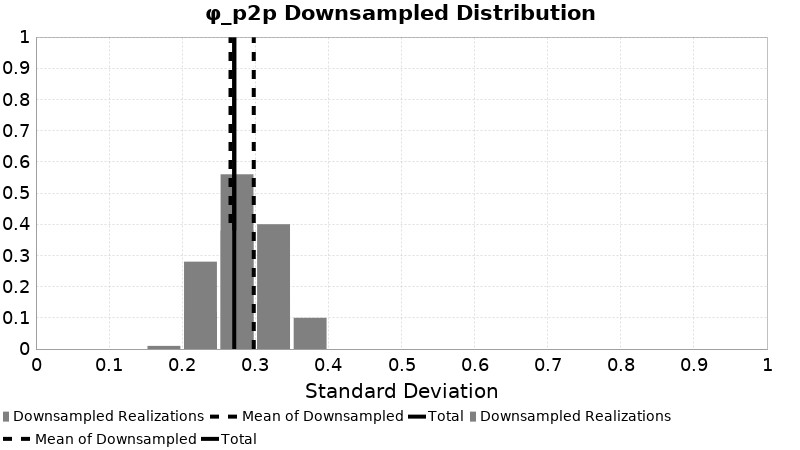 φ_p2p Downsampled Distribution
1
0.9
0.8
0.7
0.6
0.5
0.4
0.3
0.2
0.1
0
0 0.1 0.2 0.3 0.4 0.5 0.6 0.7 0.8 0.9 1
Standard Deviation
Downsampled Realizations Mean of Downsampled Total Downsampled Realizations
Mean of Downsampled Total